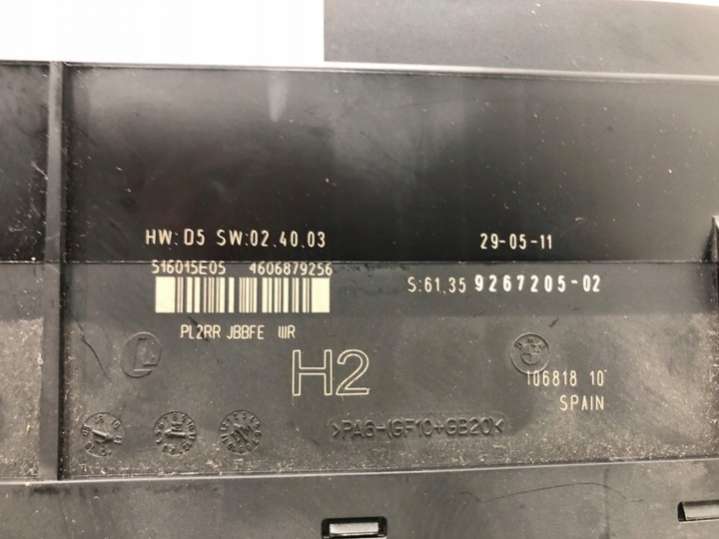 HW: D5 SW:02.40.03
29-05-11
516015E05 4606879256
S:61.35 9267205-02
PL2RR JBBFE IIIR
L
H2
106818 10
SPAIN
>PA6-(GF10+GB20)<